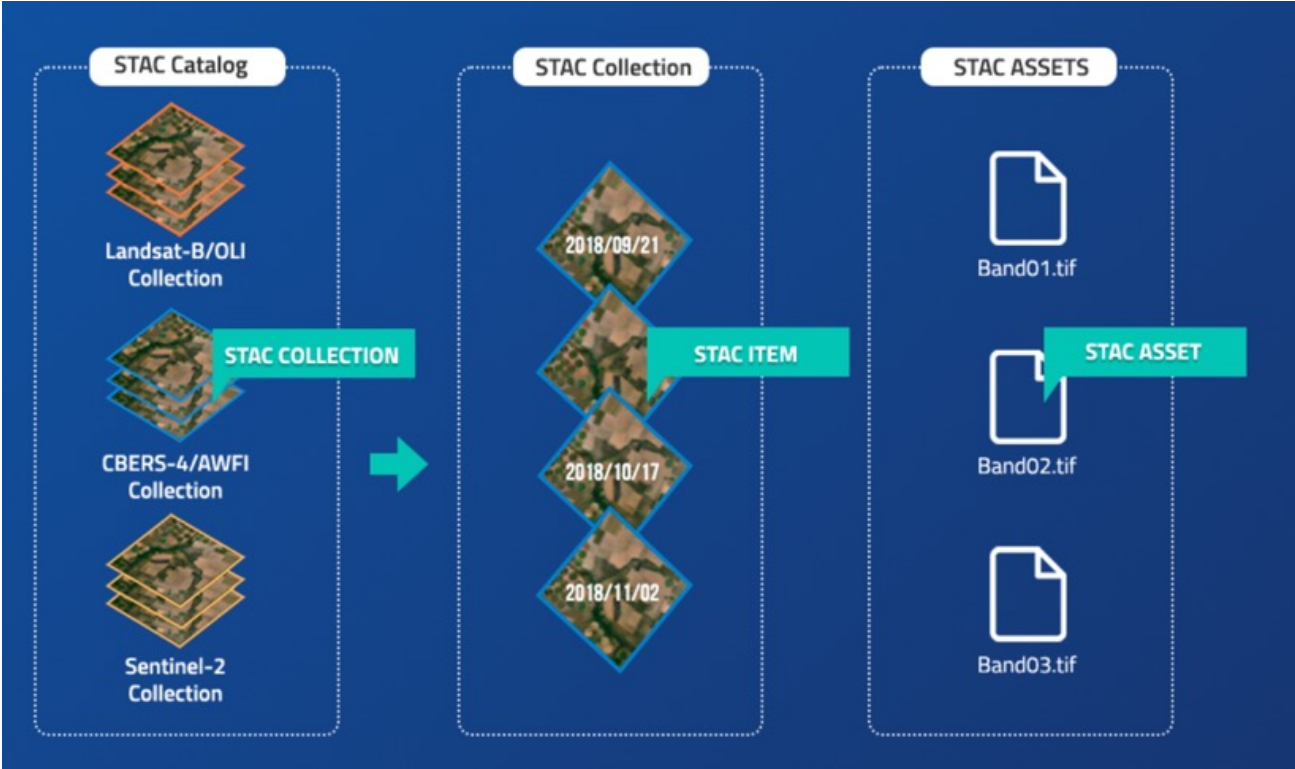 STAC Catalog
Landsat-B/OLI
Collection
STAC COLLECTION
CBERS-4/AWFI
Collection
Sentinel-2
Collection
STAC Collection
2018/09/21
STAC ITEM
2018/10/17
2018/11/02
STAC ASSETS
Band01.tif
STAC ASSET
Band02.tif
Band03.tif